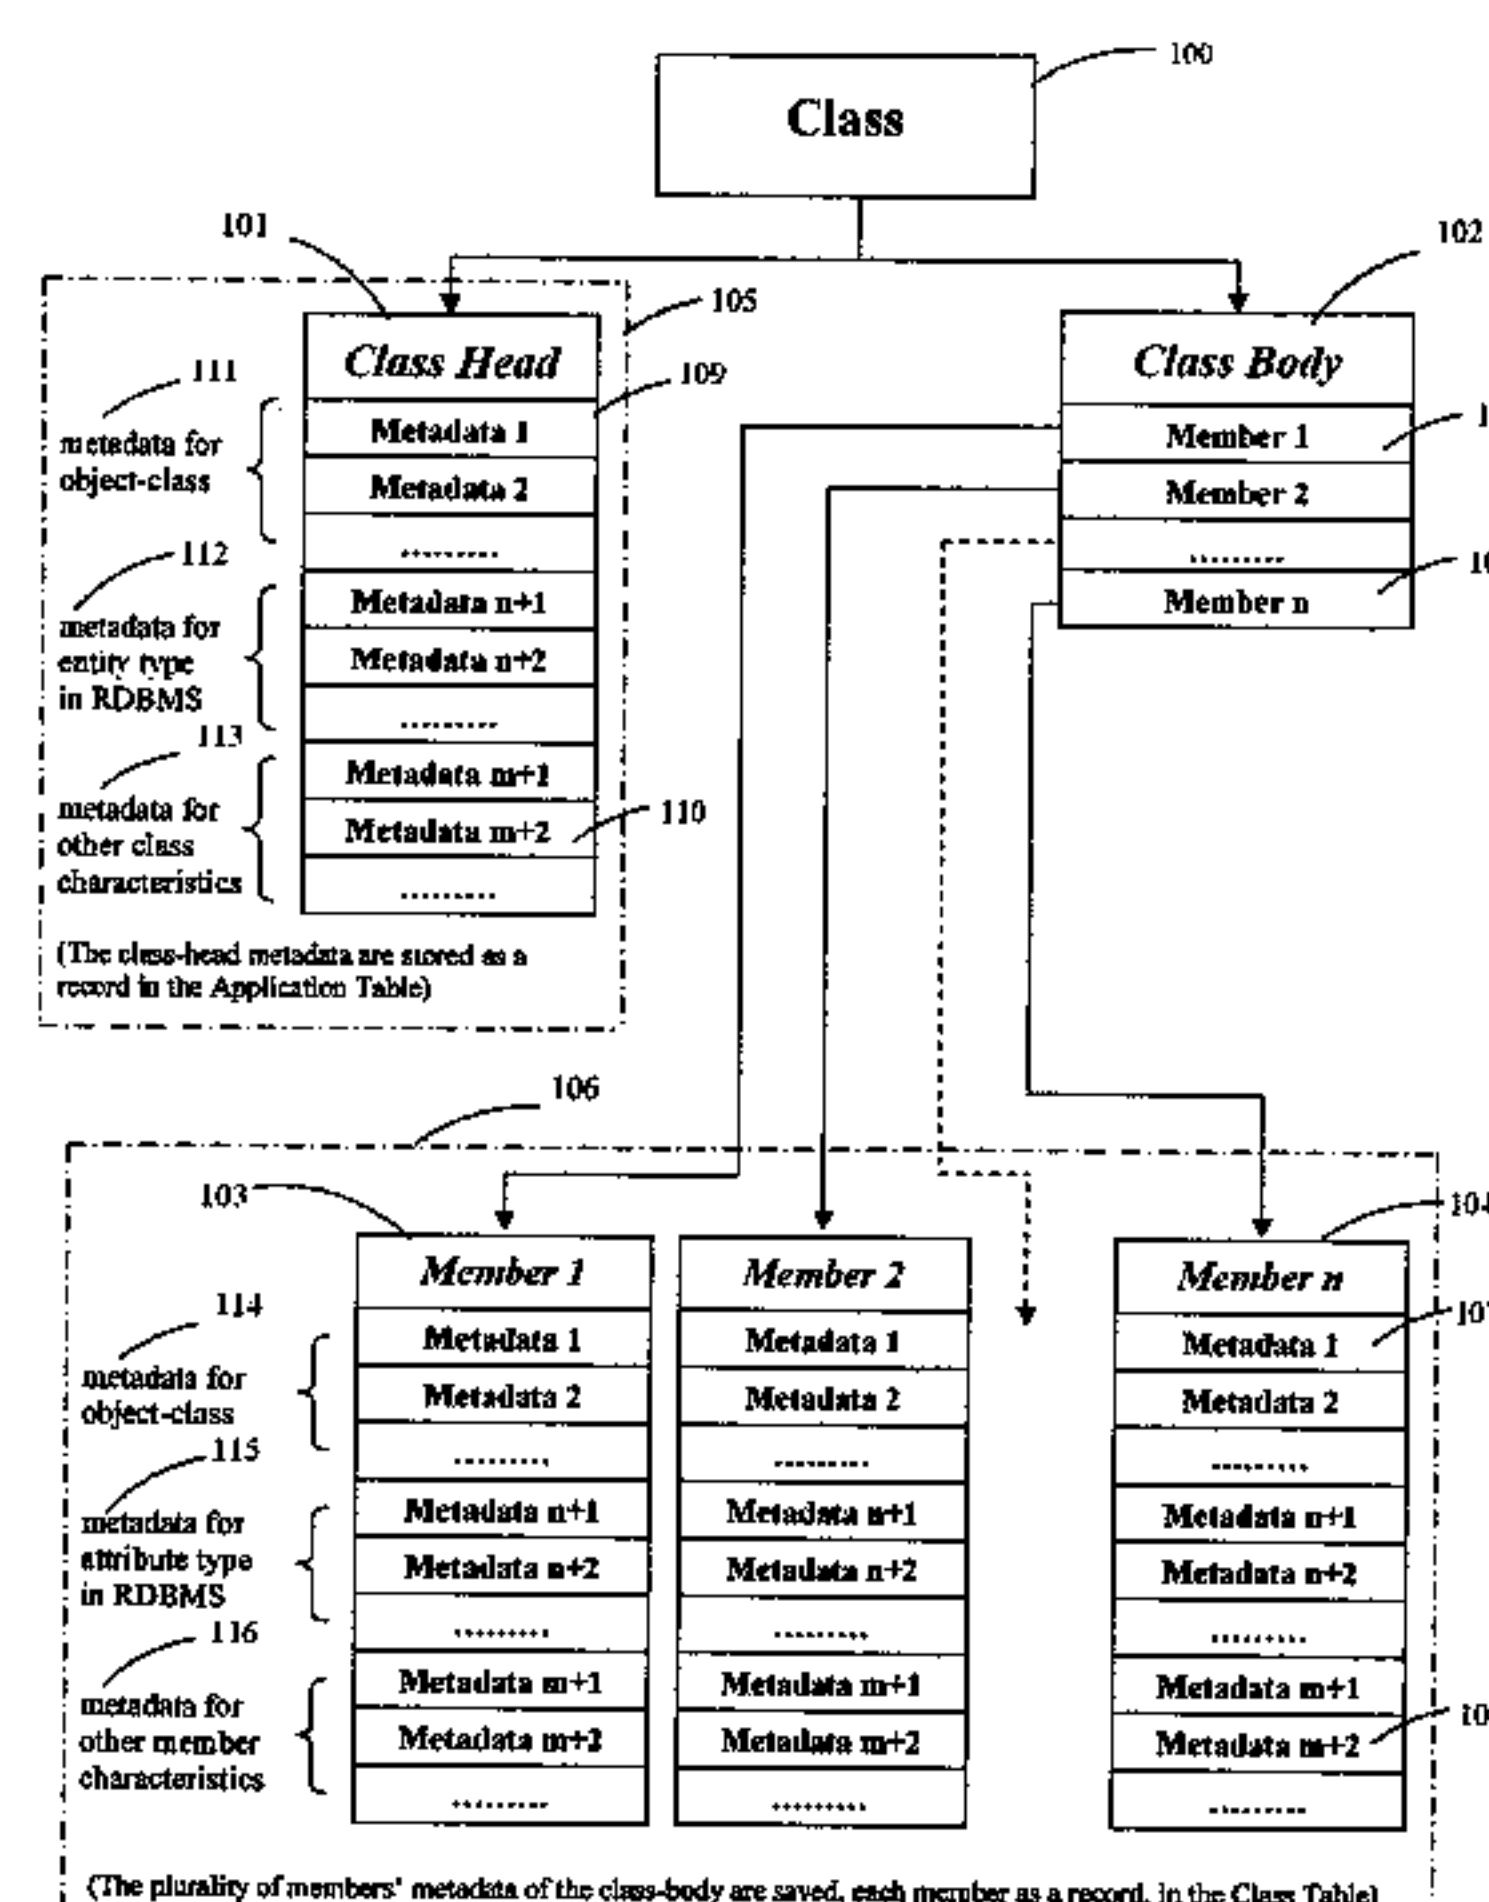 100
Class
101
102
105
Class Head
Class Body
111
109
metadata for
object-class
Metadata 1
Metadata 2
.........
Member 1
Member 2
.........
Member n
112
metadata for
entity type
in RDBMS
Metadata n+1
Metadata n+2
.........
113
metadata for
other class
characteristics
Metadata m+1
Metadata m+2
.........
110
(The class-head metadata are stored as a
record in the Application Table)
106
103
Member 1
Member 2
Member n
114
metadata for
object-class
Metadata 1
Metadata 2
.........
Metadata 1
Metadata 2
.........
Metadata 1
Metadata 2
.........
115
metadata for
attribute type
in RDBMS
Metadata n+1
Metadata n+2
.........
Metadata n+1
Metadata n+2
.........
Metadata n+1
Metadata n+2
.........
116
metadata for
other member
characteristics
Metadata m+1
Metadata m+2
.........
Metadata m+1
Metadata m+2
.........
Metadata m+1
Metadata m+2
.........
(The plurality of members' metadata of the class-body are saved, each member as a record, in the Class Table)